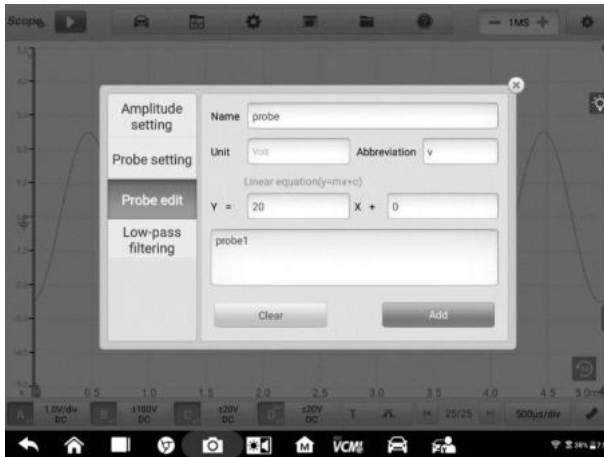 Scope
1MS
Amplitude
setting
Probe setting
Probe edit
Low-pass
filtering
Name probe
Unit Volt Abbreviation v
Linear equation(y=mx+c)
Y = 20 X + 0
probe1
Clear Add
0.5 1.0 1.5 2.0 2.5 3.0 3.5 4.0 4.5
A 1.0V/div DC B ±100V DC C ±20V DC D ±20V DC T 25/25 500us/div
M VCMI
38%